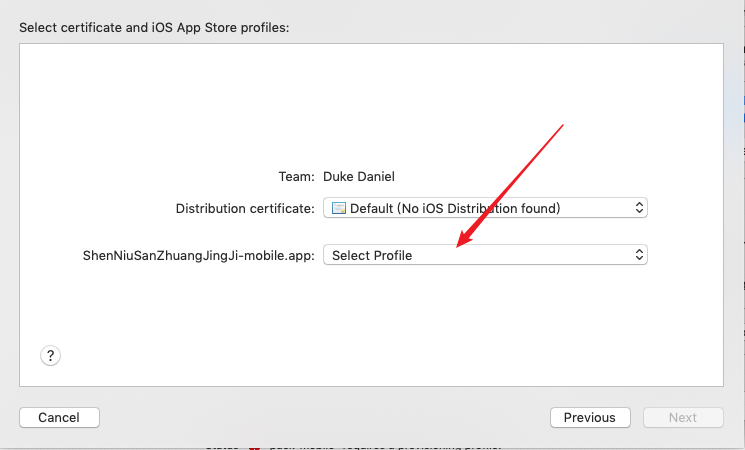 Select certificate and iOS App Store profiles:
Team: Duke Daniel
Distribution certificate: Default (No iOS Distribution found)
ShenNiuSanZhuangJingJi-mobile.app: Select Profile
?
Cancel Previous Next